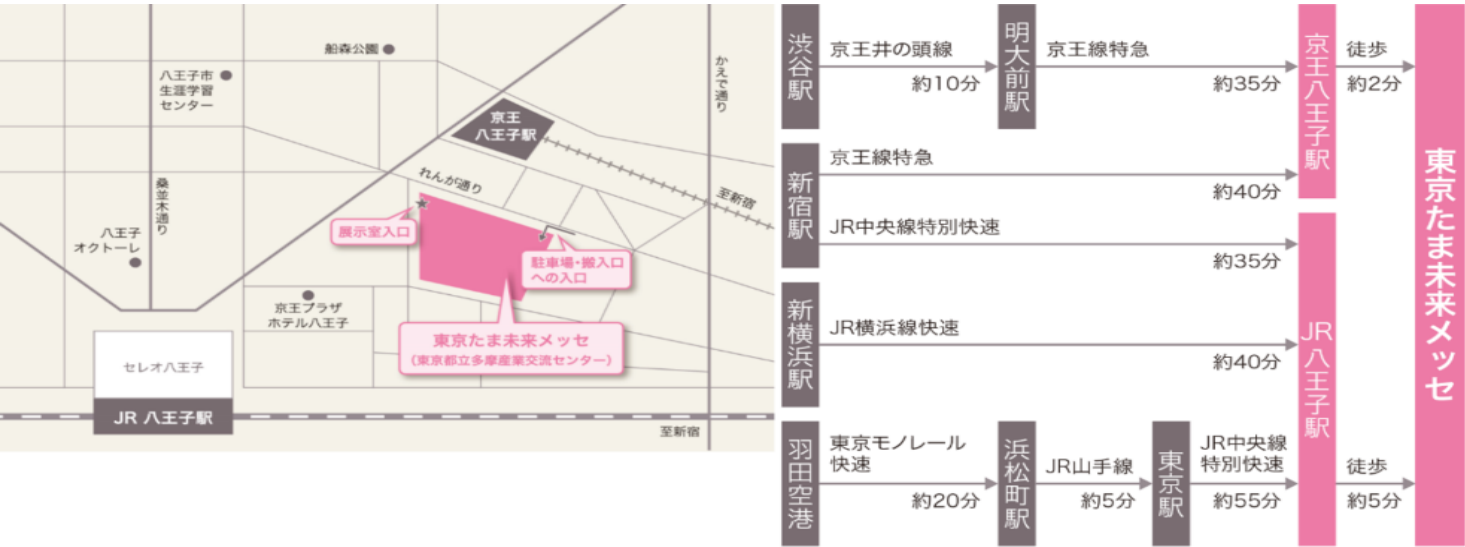 船森公園
八王子市
生涯学習
センター
かえで通り
京王
八王子駅
れんが通り
至新宿
桑並木通り
展示室入口
八王子
オクトーレ
駐車場・搬入口
への入口
京王プラザ
ホテル八王子
東京たま未来メッセ
(東京都立多摩産業交流センター)
セレオ八王子
JR 八王子駅
至新宿
渋谷駅
京王井の頭線
約10分
明大前駅
京王線特急
約35分
京王八王子駅
徒歩
約2分
東京たま未来メッセ
新宿駅
京王線特急
約40分
JR中央線特別快速
約35分
新横浜駅
JR横浜線快速
約40分
JR八王子駅
羽田空港
東京モノレール
快速
約20分
浜松町駅
JR山手線
約5分
東京駅
JR中央線
特別快速
約55分
徒歩
約5分